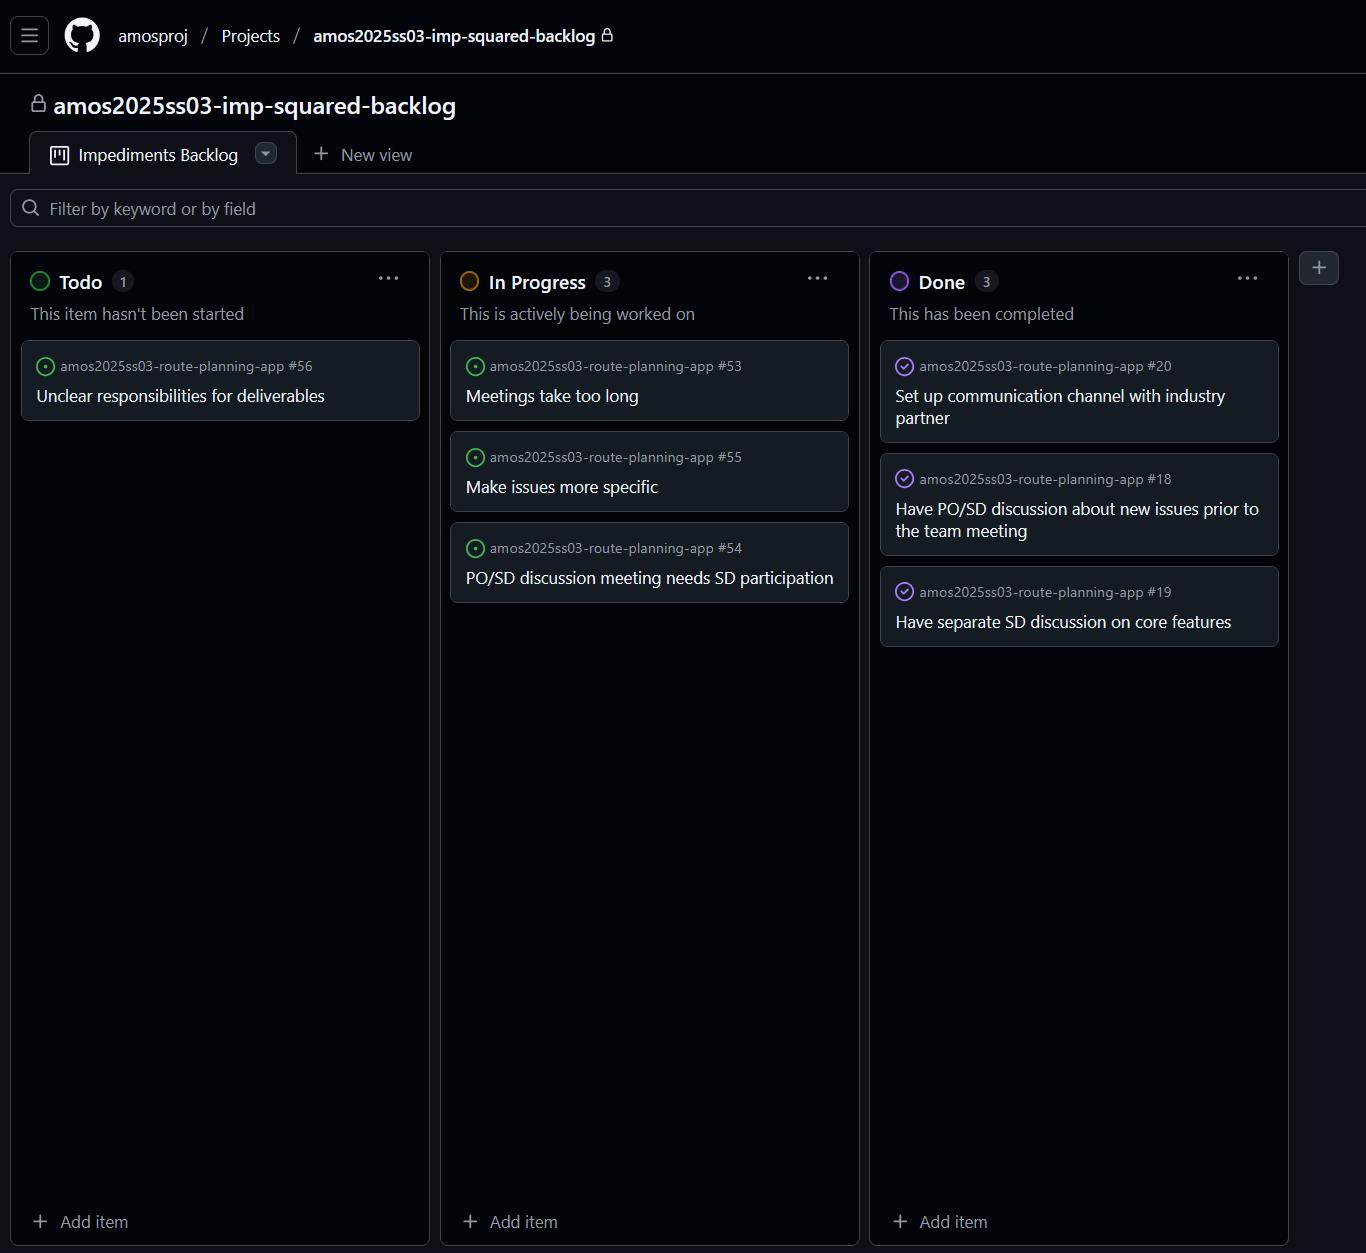 amosproj / Projects / amos2025ss03-imp-squared-backlog
amos2025ss03-imp-squared-backlog
Impediments Backlog
New view
Filter by keyword or by field
Todo 1
This item hasn't been started
amos2025ss03-route-planning-app #56
Unclear responsibilities for deliverables
Add item
In Progress 3
This is actively being worked on
amos2025ss03-route-planning-app #53
Meetings take too long
amos2025ss03-route-planning-app #55
Make issues more specific
amos2025ss03-route-planning-app #54
PO/SD discussion meeting needs SD participation
Add item
Done 3
This has been completed
amos2025ss03-route-planning-app #20
Set up communication channel with industry
partner
amos2025ss03-route-planning-app #18
Have PO/SD discussion about new issues prior to
the team meeting
amos2025ss03-route-planning-app #19
Have separate SD discussion on core features
Add item